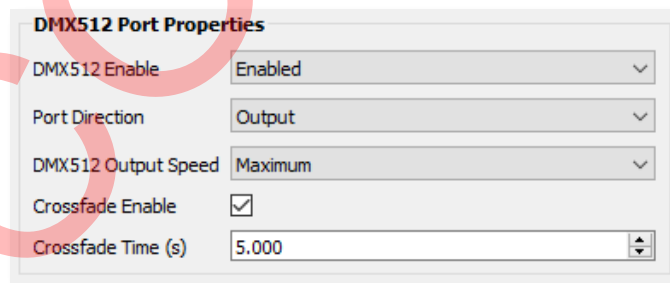 DMX512 Port Properties
DMX512 Enable Enabled
Port Direction Output
DMX512 Output Speed Maximum
Crossfade Enable
Crossfade Time (s) 5.000